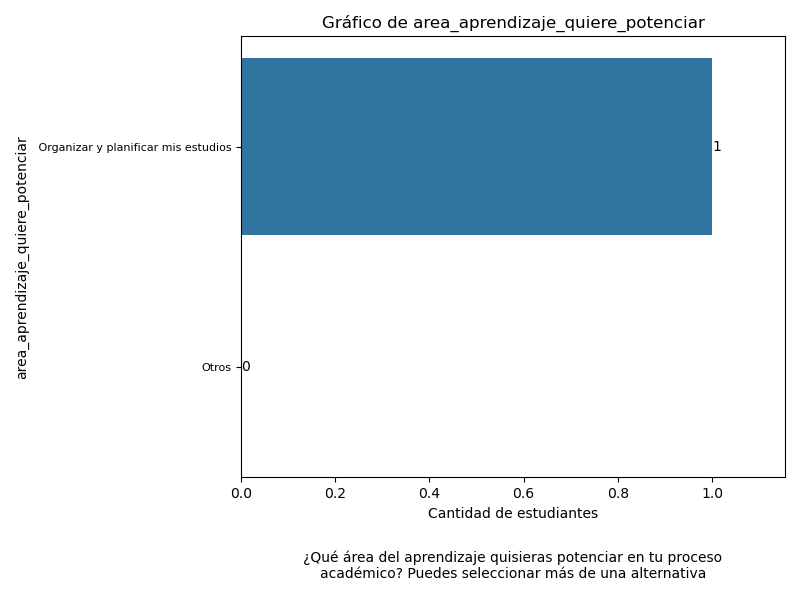 Gráfico de area_aprendizaje_quiere_potenciar
area_aprendizaje_quiere_potenciar
Organizar y planificar mis estudios
1
Otros
0
0.0 0.2 0.4 0.6 0.8 1.0
Cantidad de estudiantes
¿Qué área del aprendizaje quisieras potenciar en tu proceso
académico? Puedes seleccionar más de una alternativa